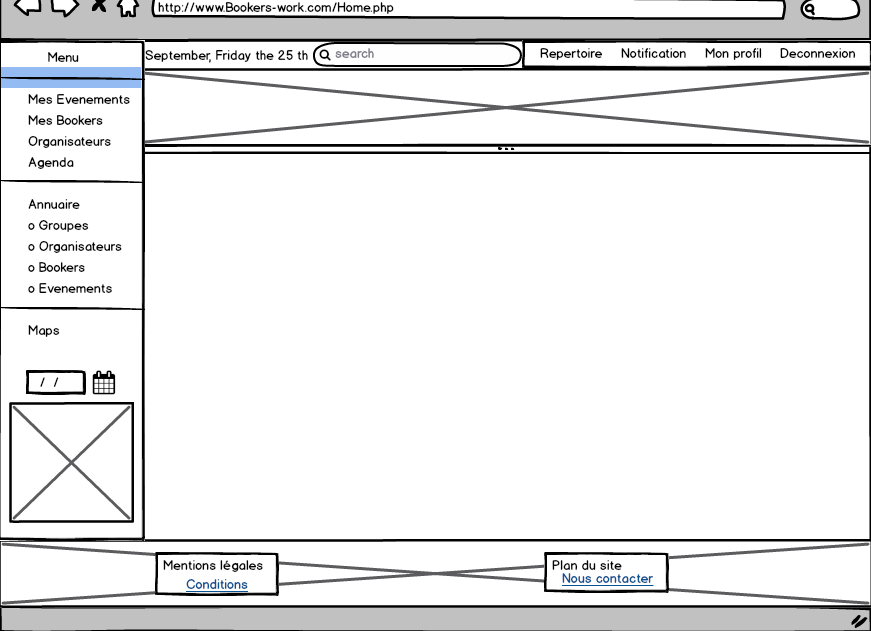 http://www.Bookers-work.com/Home.php
Menu
September, Friday the 25 th
search
Repertoire Notification Mon profil Deconnexion
Mes Evenements
Mes Bookers
Organisateurs
Agenda
Annuaire
o Groupes
o Organisateurs
o Bookers
o Evenements
Maps
/ /
Mentions légales
Conditions
Plan du site
Nous contacter